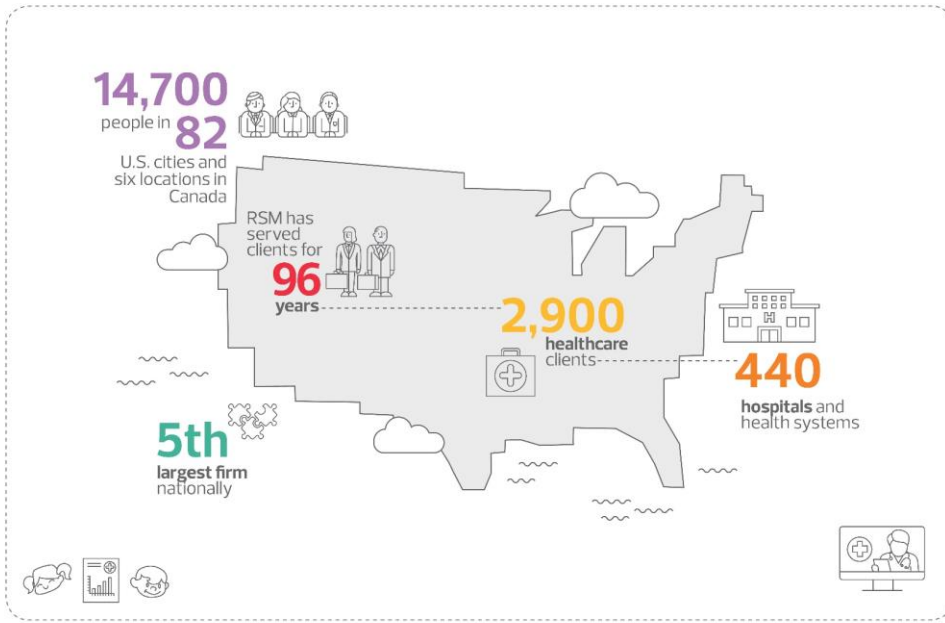 14,700
people in 82
U.S. cities and
six locations in
Canada
RSM has
served
clients for
96
years
2,900
healthcare
clients
H
440
hospitals and
health systems
5th
largest firm
nationally